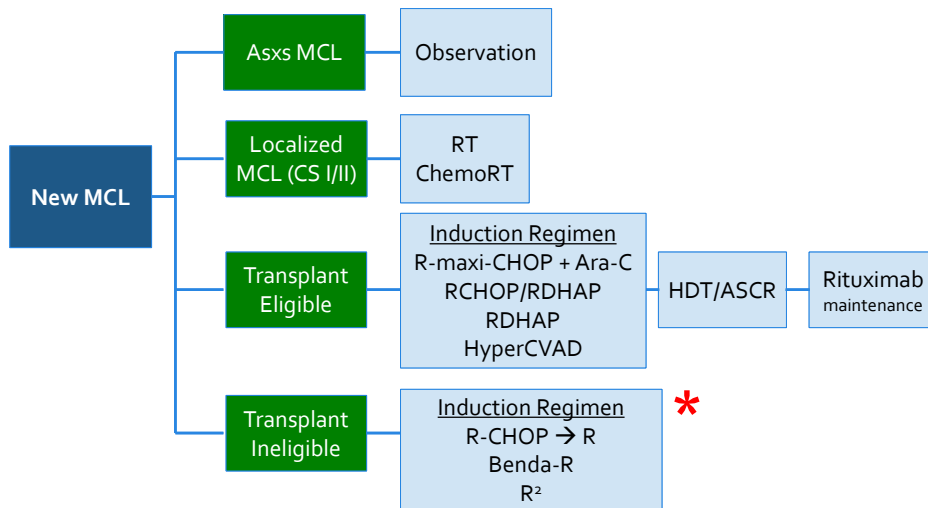 New MCL
Asxs MCL
Observation
Localized
MCL (CS I/II)
RT
ChemoRT
Transplant
Eligible
Induction Regimen
R-maxi-CHOP + Ara-C
RCHOP/RDHAP
RDHAP
HyperCVAD
HDT/ASCR
Rituximab
maintenance
Transplant
Ineligible
Induction Regimen
R-CHOP → R
Benda-R
R²
*